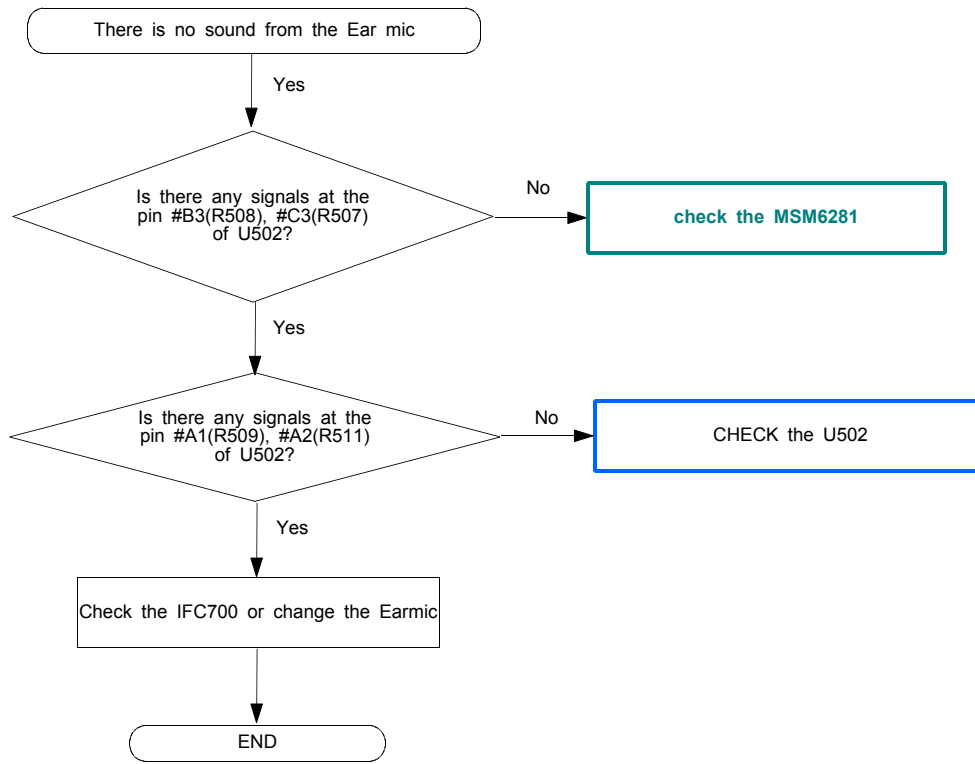 There is no sound from the Ear mic
Yes
Is there any signals at the
pin #B3(R508), #C3(R507)
of U502?
No
check the MSM6281
Yes
Is there any signals at the
pin #A1(R509), #A2(R511)
of U502?
No
CHECK the U502
Yes
Check the IFC700 or change the Earmic
END